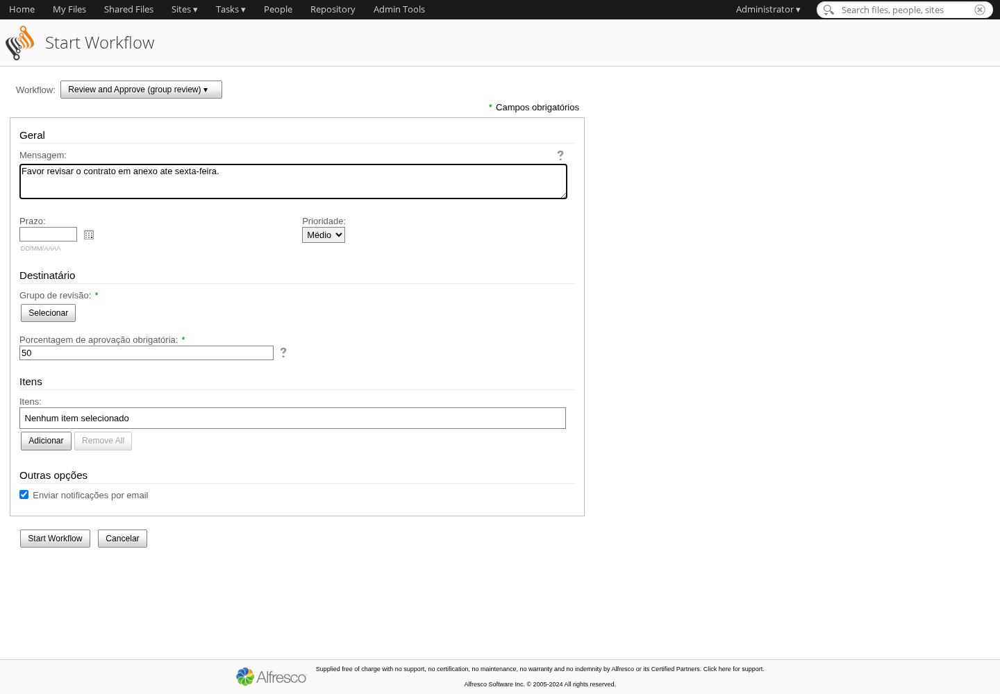 Home My Files Shared Files Sites ▾ Tasks ▾ People Repository Admin Tools Administrator ▾ Search files, people, sites
Start Workflow
Workflow: Review and Approve (group review) ▾
* Campos obrigatórios
Geral
Mensagem:
Favor revisar o contrato em anexo ate sexta-feira.
Prazo: Prioridade:
Médio
DD/MM/AAAA
Destinatário
Grupo de revisão: *
Selecionar
Porcentagem de aprovação obrigatória: *
50
Itens
Itens:
Nenhum item selecionado
Adicionar Remove All
Outras opções
Enviar notificações por email
Start Workflow Cancelar
Alfresco Supplied free of charge with no support, no certification, no maintenance, no warranty and no indemnity by Alfresco or its Certified Partners. Click here for support.
Alfresco Software Inc. © 2005-2024 All rights reserved.